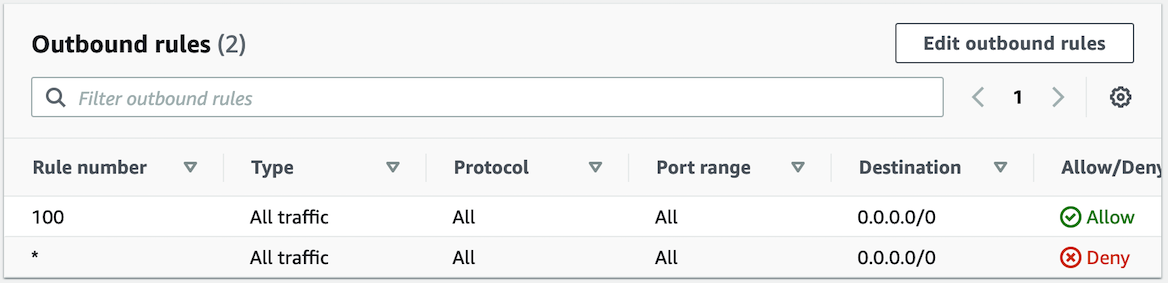 Outbound rules (2)
Edit outbound rules
Filter outbound rules
1
Rule number Type Protocol Port range Destination Allow/Deny
100 All traffic All All 0.0.0.0/0 Allow
* All traffic All All 0.0.0.0/0 Deny